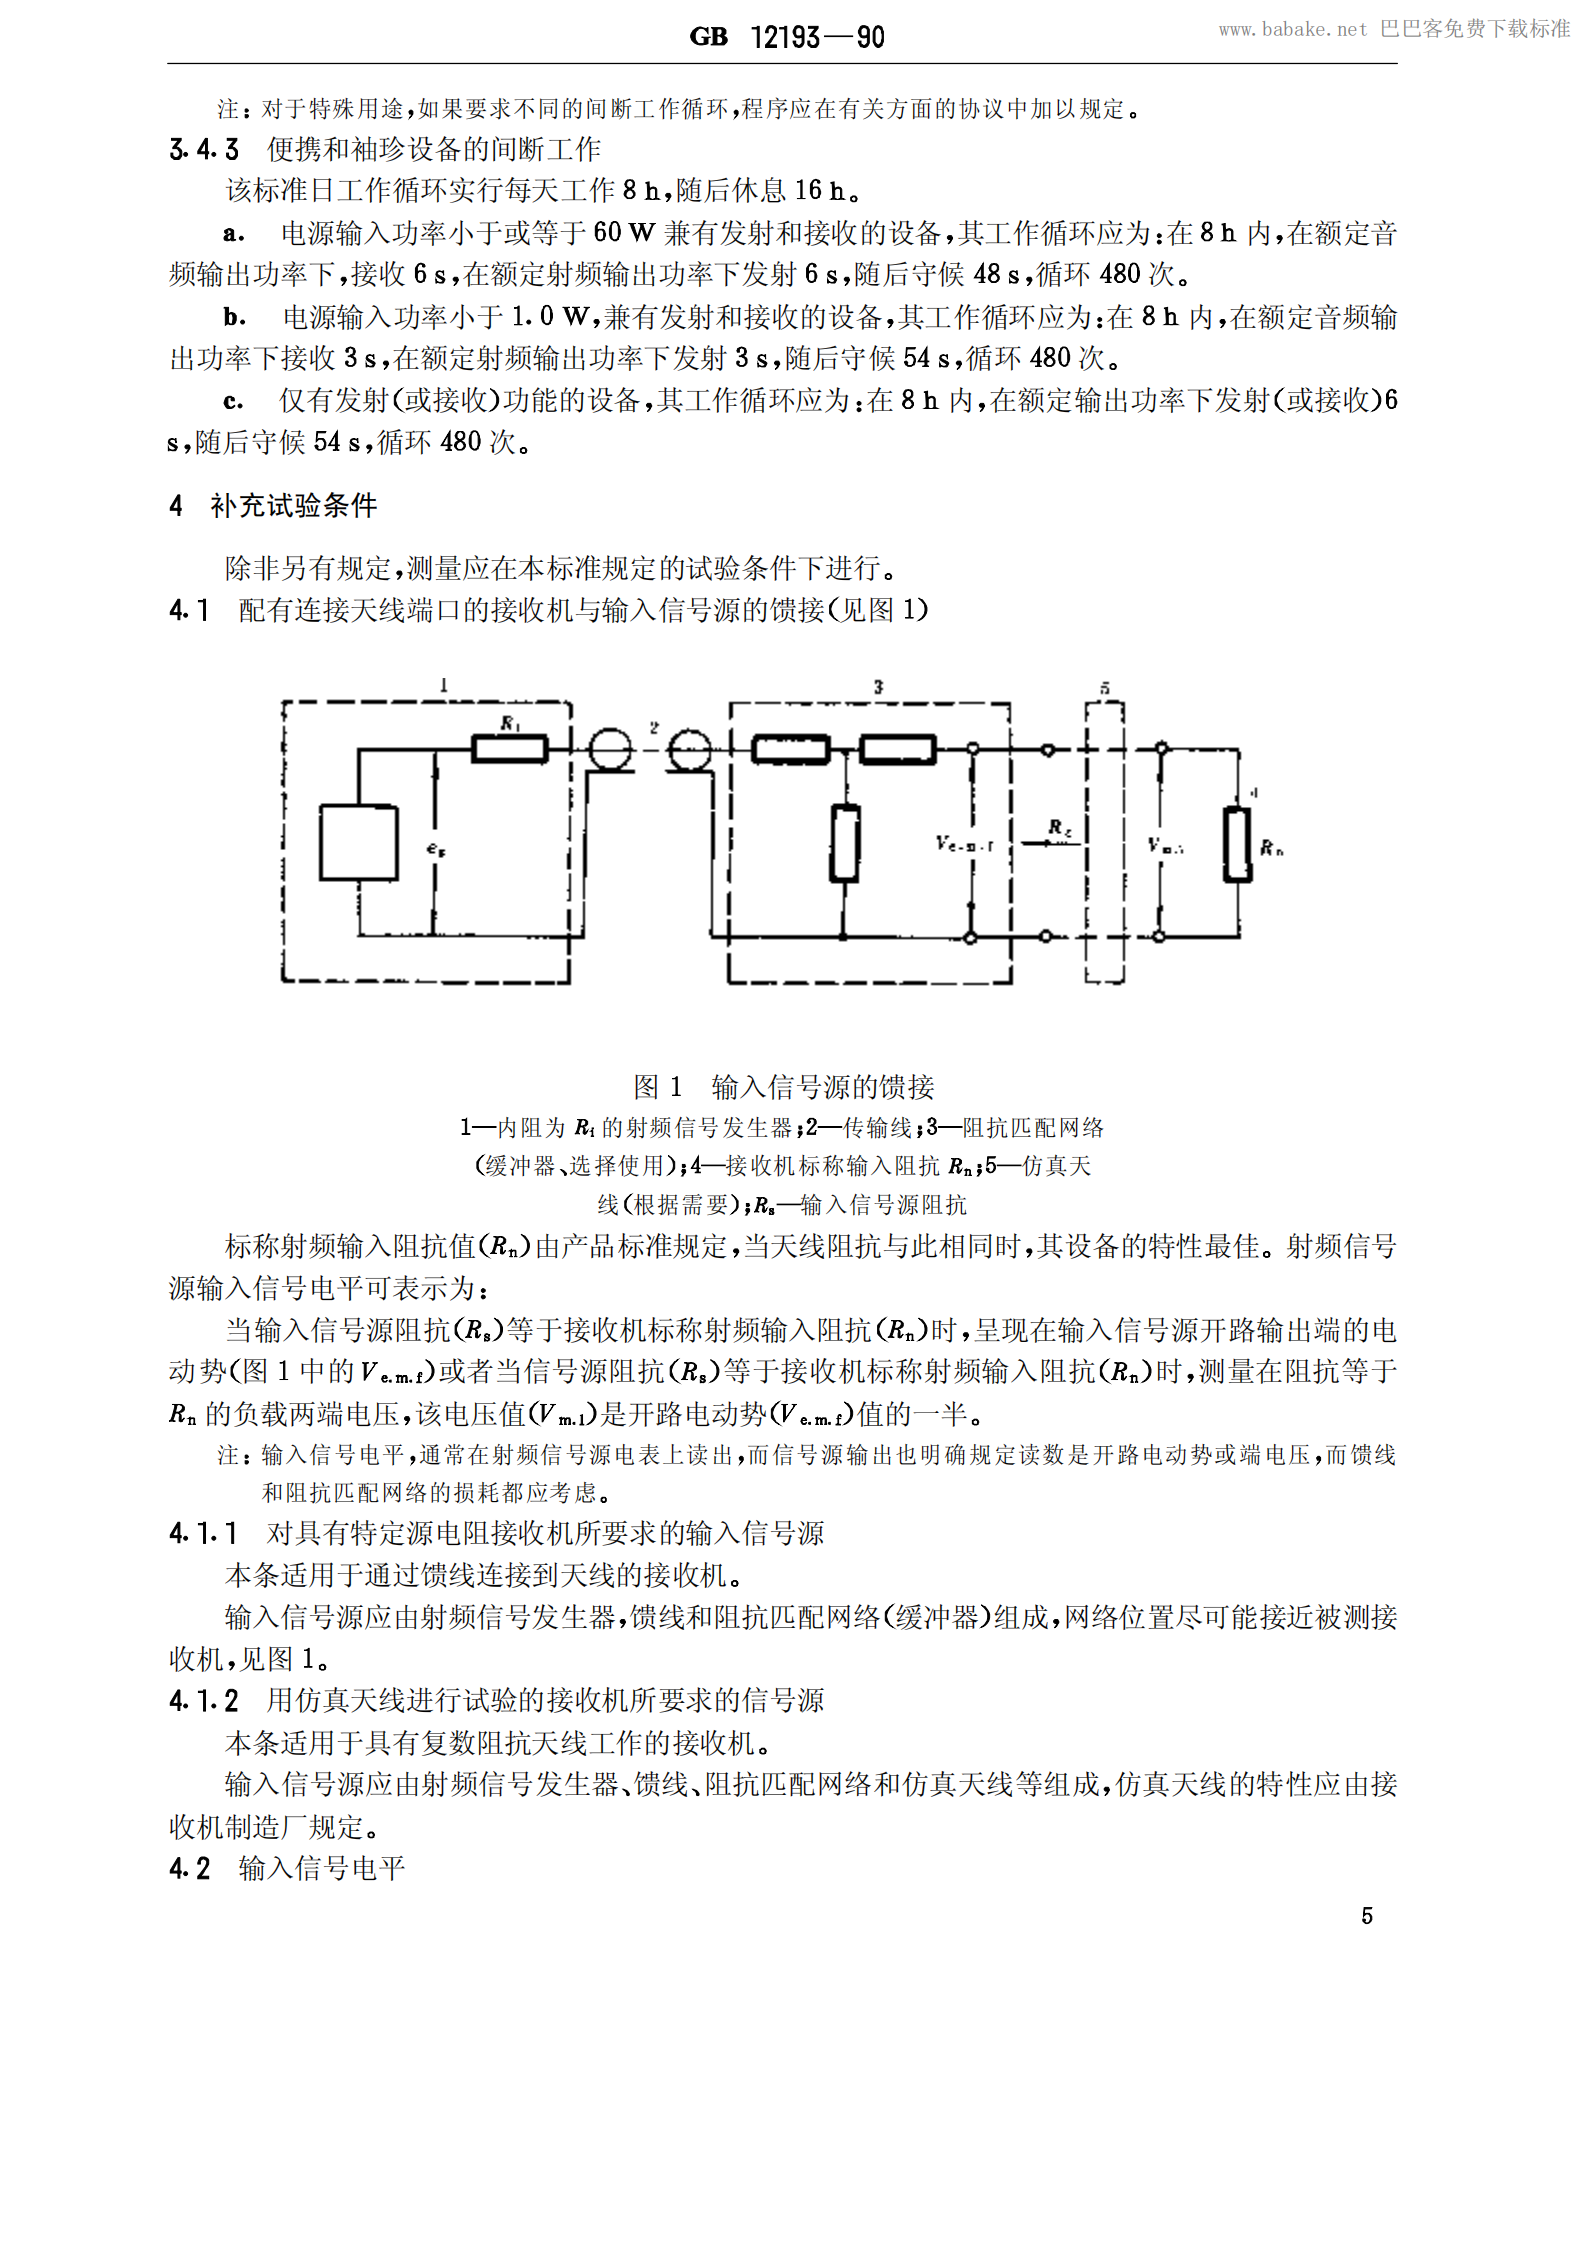 GB 12193—90
www.babake.net 巴巴客免费下载标准
注：对于特殊用途，如果要求不同的间断工作循环，程序应在有关方面的协议中加以规定。
3.4.3 便携和袖珍设备的间断工作
该标准日工作循环实行每天工作 8 h，随后休息 16 h。
a. 电源输入功率小于或等于 60 W 兼有发射和接收的设备，其工作循环应为：在 8 h 内，在额定音
频输出功率下，接收 6 s，在额定射频输出功率下发射 6 s，随后守候 48 s，循环 480 次。
b. 电源输入功率小于 1.0 W，兼有发射和接收的设备，其工作循环应为：在 8 h 内，在额定音频输
出功率下接收 3 s，在额定射频输出功率下发射 3 s，随后守候 54 s，循环 480 次。
c. 仅有发射（或接收）功能的设备，其工作循环应为：在 8 h 内，在额定输出功率下发射（或接收）6
s，随后守候 54 s，循环 480 次。
4 补充试验条件
除非另有规定，测量应在本标准规定的试验条件下进行。
4.1 配有连接天线端口的接收机与输入信号源的馈接（见图 1）
1
3
5
Ri
2
4
es
Ve.m.f
Rs
Vm.l
Rn
图 1 输入信号源的馈接
1—内阻为 Ri 的射频信号发生器；2—传输线；3—阻抗匹配网络
（缓冲器、选择使用）；4—接收机标称输入阻抗 Rn；5—仿真天
线（根据需要）；Rs—输入信号源阻抗
标称射频输入阻抗值（Rn）由产品标准规定，当天线阻抗与此相同时，其设备的特性最佳。射频信号
源输入信号电平可表示为：
当输入信号源阻抗（Rs）等于接收机标称射频输入阻抗（Rn）时，呈现在输入信号源开路输出端的电
动势（图 1 中的 Ve.m.f）或者当信号源阻抗（Rs）等于接收机标称射频输入阻抗（Rn）时，测量在阻抗等于
Rn 的负载两端电压，该电压值（Vm.l）是开路电动势（Ve.m.f）值的一半。
注：输入信号电平，通常在射频信号源电表上读出，而信号源输出也明确规定读数是开路电动势或端电压，而馈线
和阻抗匹配网络的损耗都应考虑。
4.1.1 对具有特定源电阻接收机所要求的输入信号源
本条适用于通过馈线连接到天线的接收机。
输入信号源应由射频信号发生器，馈线和阻抗匹配网络（缓冲器）组成，网络位置尽可能接近被测接
收机，见图 1。
4.1.2 用仿真天线进行试验的接收机所要求的信号源
本条适用于具有复数阻抗天线工作的接收机。
输入信号源应由射频信号发生器、馈线、阻抗匹配网络和仿真天线等组成，仿真天线的特性应由接
收机制造厂规定。
4.2 输入信号电平
5